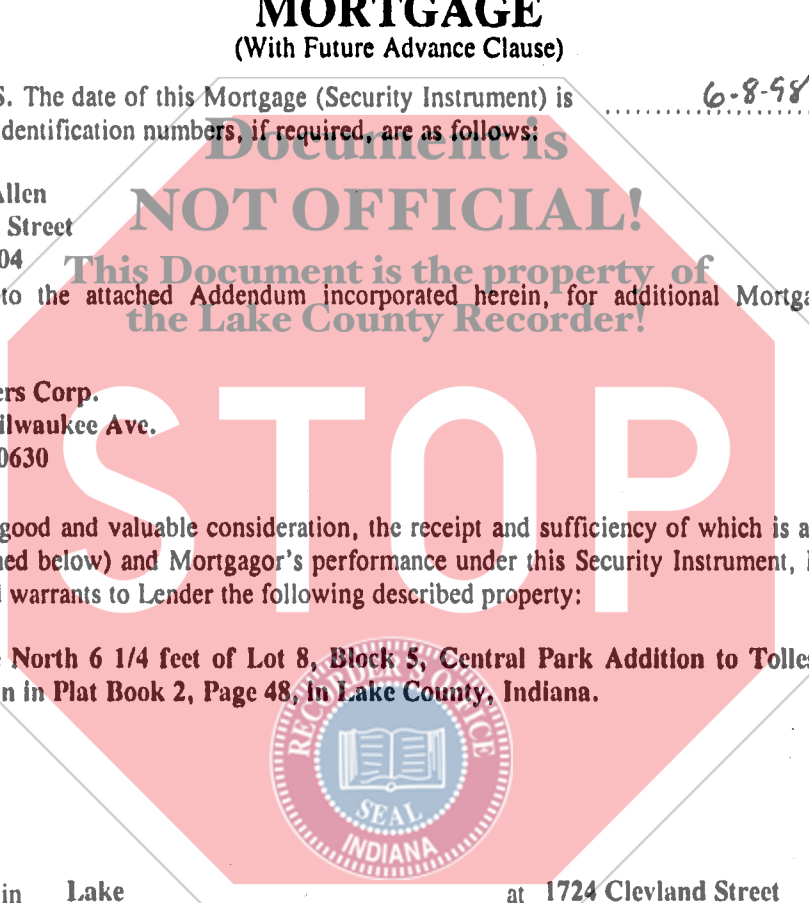 MORTGAGE
(With Future Advance Clause)
S. The date of this Mortgage (Security Instrument) is 6-8-98
dentification numbers, if required, are as follows:
Document is
Allen
NOT OFFICIAL!
Street
04
This Document is the property of
to the attached Addendum incorporated herein, for additional Mortga
the Lake County Recorder!
ers Corp.
ilwaukee Ave.
0630
STOP
good and valuable consideration, the receipt and sufficiency of which is a
ned below) and Mortgagor's performance under this Security Instrument,
warrants to Lender the following described property:
North 6 1/4 feet of Lot 8, Block 5, Central Park Addition to Tolles
n in Plat Book 2, Page 48, in Lake County, Indiana.
RECORDER'S OFFICE
SEAL
INDIANA
in Lake at 1724 Clevland Street